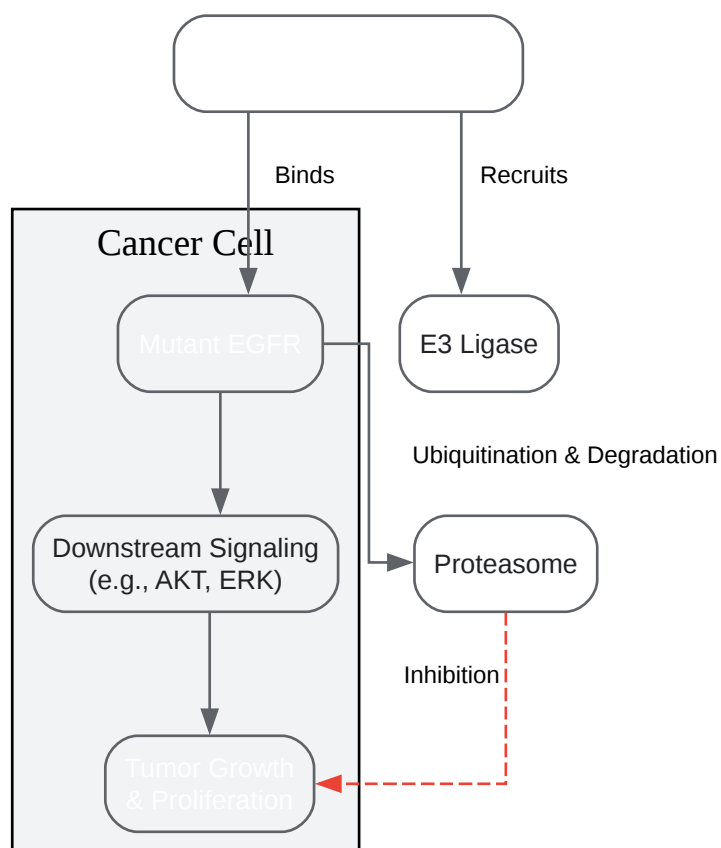 Binds
Recruits
Cancer Cell
Mutant EGFR
E3 Ligase
Ubiquitination & Degradation
Downstream Signaling
(e.g., AKT, ERK)
Proteasome
Inhibition
Tumor Growth
& Proliferation